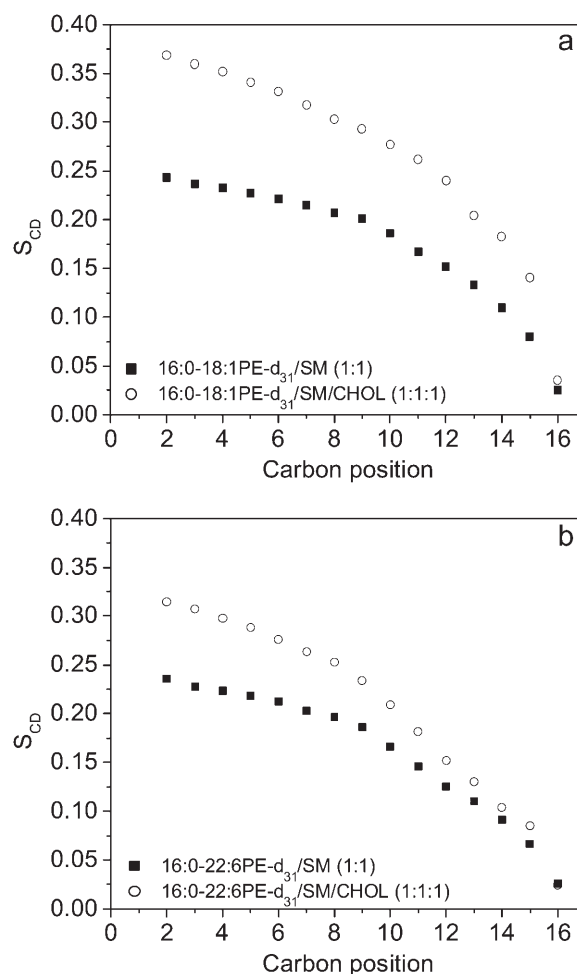 a
0.40
0.35
0.30
0.25
0.20
0.15
0.10
0.05
0.00
S_CD
16:0-18:1PE-d_31/SM (1:1)
16:0-18:1PE-d_31/SM/CHOL (1:1:1)
0 2 4 6 8 10 12 14 16
Carbon position
b
0.40
0.35
0.30
0.25
0.20
0.15
0.10
0.05
0.00
S_CD
16:0-22:6PE-d_31/SM (1:1)
16:0-22:6PE-d_31/SM/CHOL (1:1:1)
0 2 4 6 8 10 12 14 16
Carbon position